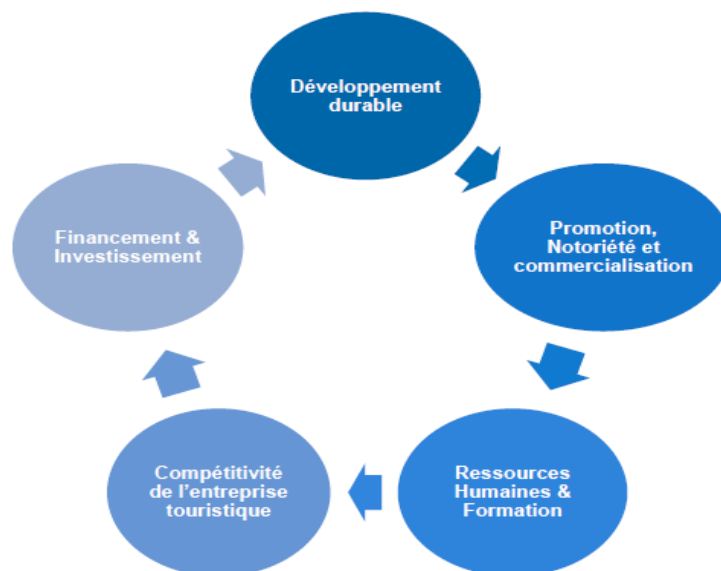 Développement
durable
Promotion,
Notoriété et
commercialisation
Ressources
Humaines &
Formation
Compétitivité
de l'entreprise
touristique
Financement &
Investissement